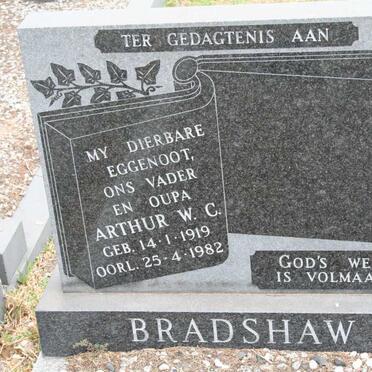 TER GEDAGTENIS AAN
MY DIERBARE
EGGENOOT,
ONS VADER
EN OUPA
ARTHUR W. C.
GEB. 14·1·1919
OORL. 25·4·1982
GOD'S
IS
BRADSHAW